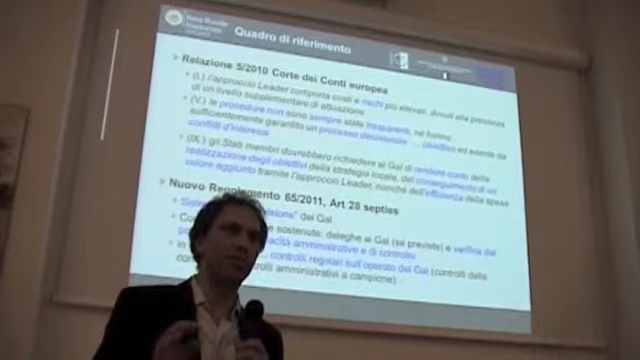 Rete Rurale
Nazionale
Quadro di riferimento
Relazione 5/2010 Corte dei Conti europea
(I.) l'approccio Leader comporta costi e rischi più elevati, dovuti alla presenza
di un livello supplementare di attuazione
(V.) le procedure non sono sempre state trasparenti, né hanno
sufficientemente garantito un processo decisionale … obiettivo ed esente da
conflitti d'interessi
(IX.) gli Stati membri dovrebbero richiedere ai Gal di rendere conto della
realizzazione degli obiettivi della strategia locale, del conseguimento di un
valore aggiunto tramite l'approccio Leader, nonché dell'efficienza della spesa
Nuovo Regolamento 65/2011, Art 28 septies
visione" dei Gal
sostenute: deleghe ai Gal (se previste) e verifica dei
amministrative e di controllo
controlli regolari sull'operato dei Gal (controlli della
controlli amministrativi a campione)